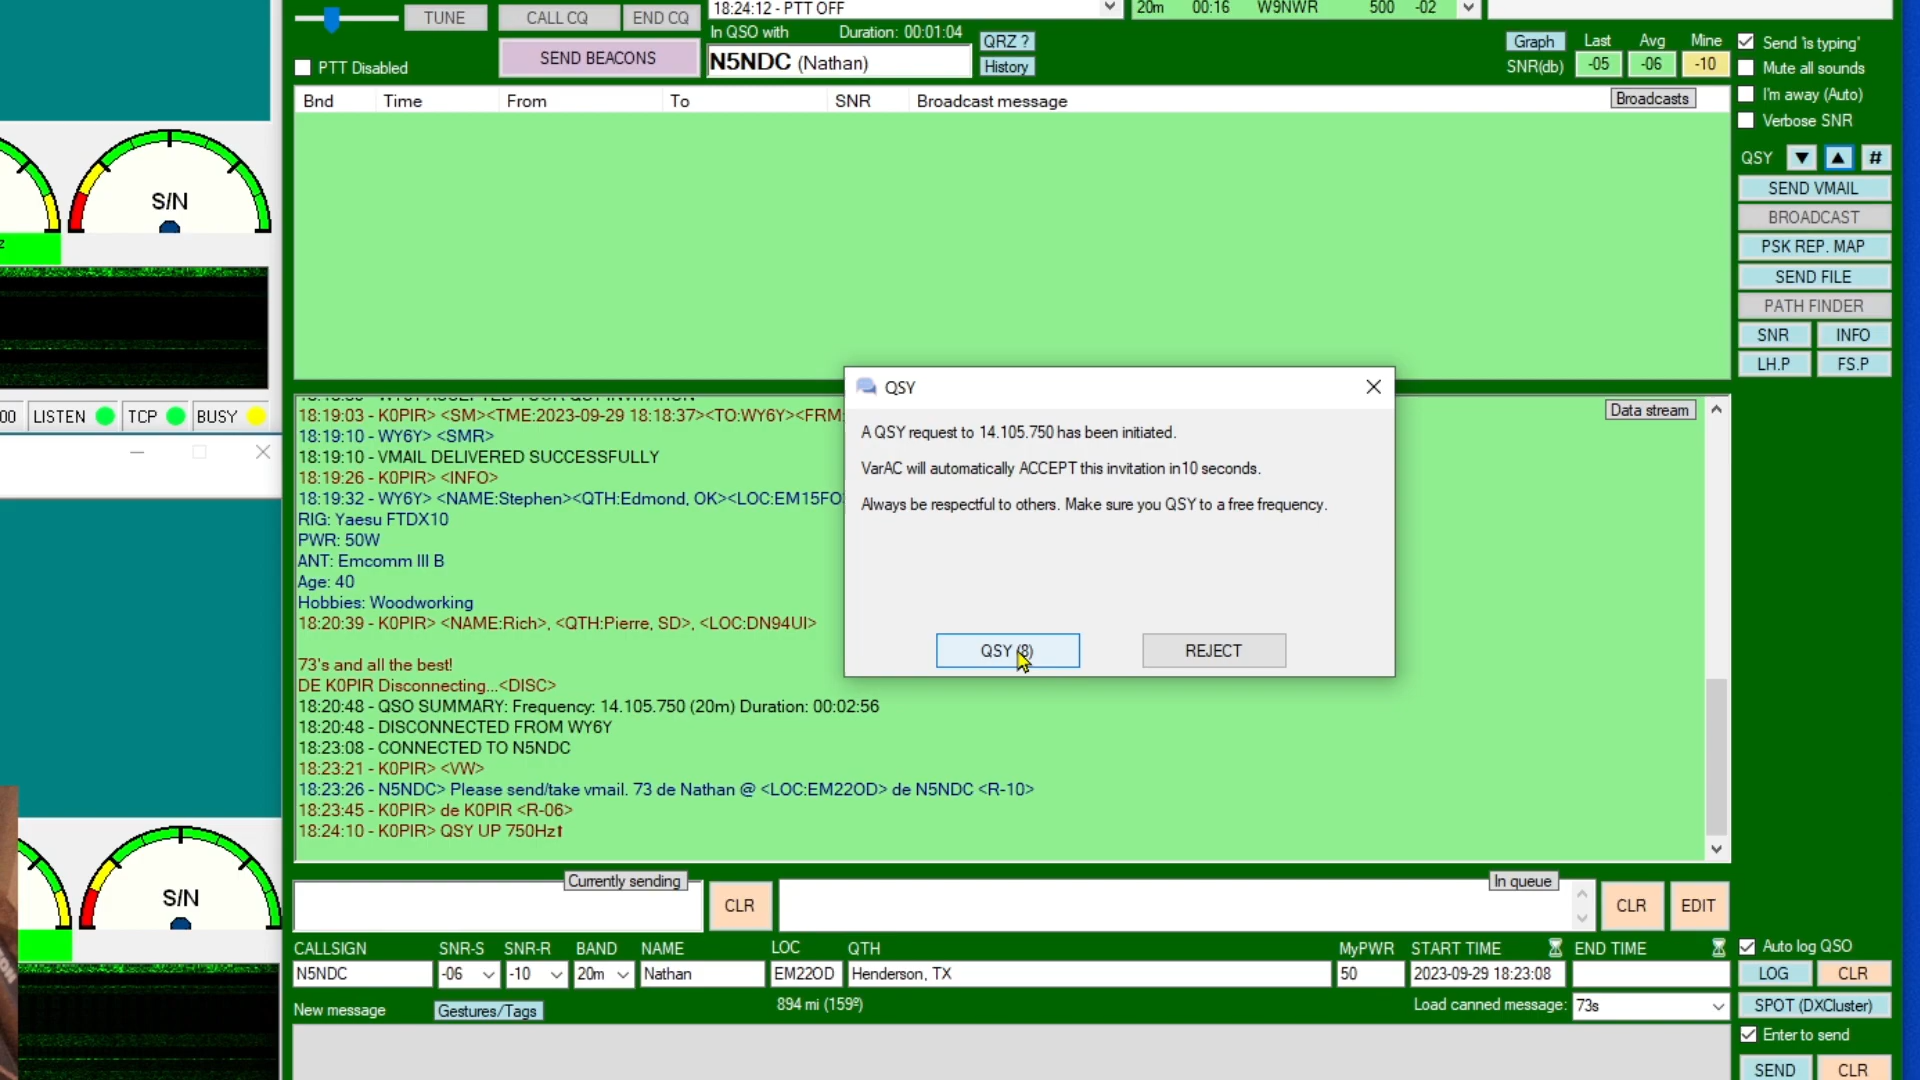 TUNE
CALL CQ
END CQ
18:24:12 - PTT OFF
20m 00:16 W9NWR 500 -02
In QSO with
Duration: 00:01:04
QRZ ?
SEND BEACONS
N5NDC (Nathan)
History
PTT Disabled
Graph
Last Avg Mine
SNR(db)
-05 -06 -10
Send 'is typing'
Mute all sounds
I'm away (Auto)
Verbose SNR
Bnd Time From To SNR Broadcast message
Broadcasts
QSY ▼ ▲ #
SEND VMAIL
BROADCAST
PSK REP. MAP
SEND FILE
PATH FINDER
SNR INFO
LH.P FS.P
S/N
z
00
LISTEN
TCP
BUSY
QSY
A QSY request to 14.105.750 has been initiated.
VarAC will automatically ACCEPT this invitation in10 seconds.
Always be respectful to others. Make sure you QSY to a free frequency.
QSY (8)
REJECT
Data stream
WY6Y ACCEPTED YOUR QSY INVITATION
18:19:03 - K0PIR> <SM><TME:2023-09-29 18:18:37><TO:WY6Y><FRM:
18:19:10 - WY6Y> <SMR>
18:19:10 - VMAIL DELIVERED SUCCESSFULLY
18:19:26 - K0PIR> <INFO>
18:19:32 - WY6Y> <NAME:Stephen><QTH:Edmond, OK><LOC:EM15FO
RIG: Yaesu FTDX10
PWR: 50W
ANT: Emcomm III B
Age: 40
Hobbies: Woodworking
18:20:39 - K0PIR> <NAME:Rich>, <QTH:Pierre, SD>, <LOC:DN94UI>
73's and all the best!
DE K0PIR Disconnecting...<DISC>
18:20:48 - QSO SUMMARY: Frequency: 14.105.750 (20m) Duration: 00:02:56
18:20:48 - DISCONNECTED FROM WY6Y
18:23:08 - CONNECTED TO N5NDC
18:23:21 - K0PIR> <VW>
18:23:26 - N5NDC> Please send/take vmail. 73 de Nathan @ <LOC:EM22OD> de N5NDC <R-10>
18:23:45 - K0PIR> de K0PIR <R-06>
18:24:10 - K0PIR> QSY UP 750Hz⬆
S/N
Currently sending
CLR
In queue
CLR
EDIT
CALLSIGN SNR-S SNR-R BAND NAME LOC QTH MyPWR START TIME END TIME
N5NDC -06 -10 20m Nathan EM22OD Henderson, TX 50 2023-09-29 18:23:08
Auto log QSO
LOG CLR
New message
Gestures/Tags
894 mi (159º)
Load canned message: 73s
SPOT (DXCluster)
Enter to send
SEND CLR